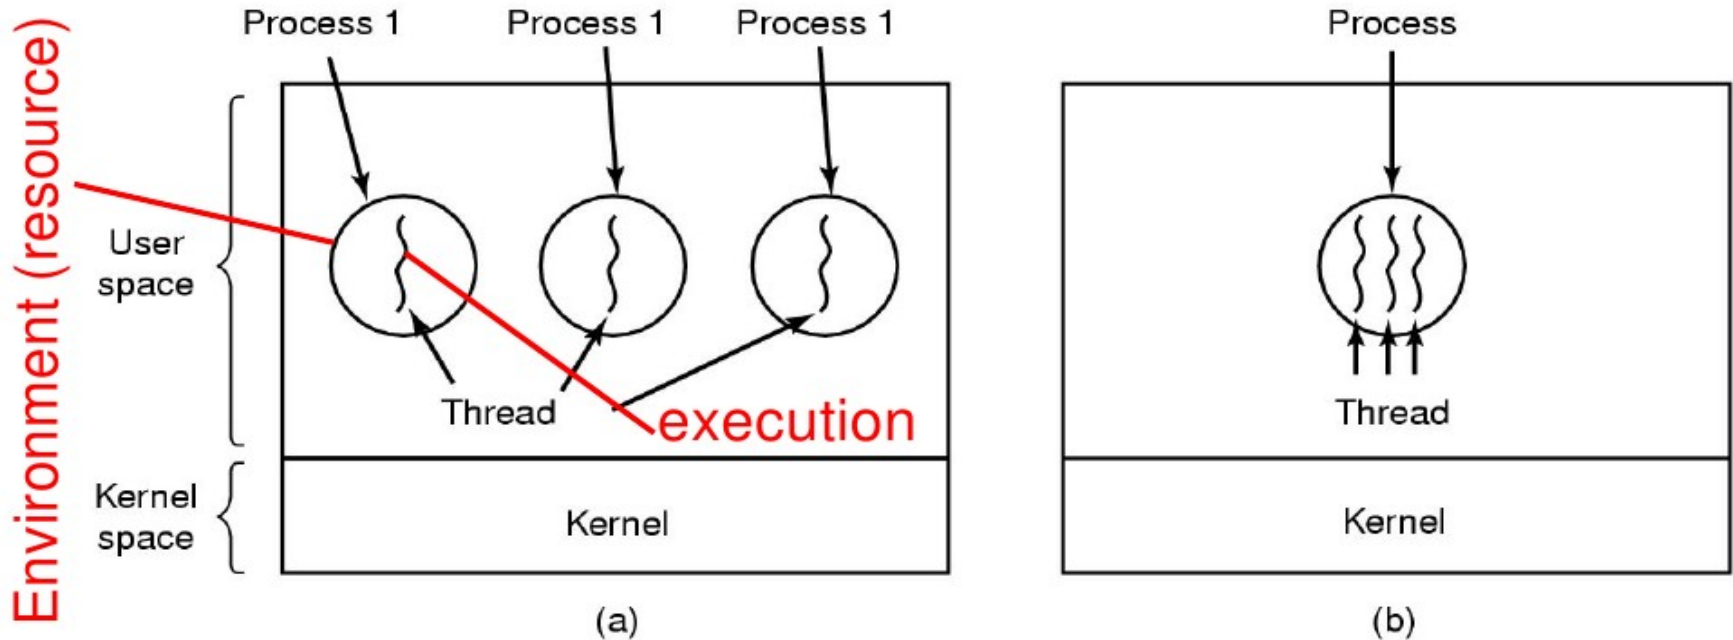 Environment (resource)
Process 1
Process 1
Process 1
User
space
Thread
execution
Kernel
space
Kernel
(a)
Process
Thread
Kernel
(b)